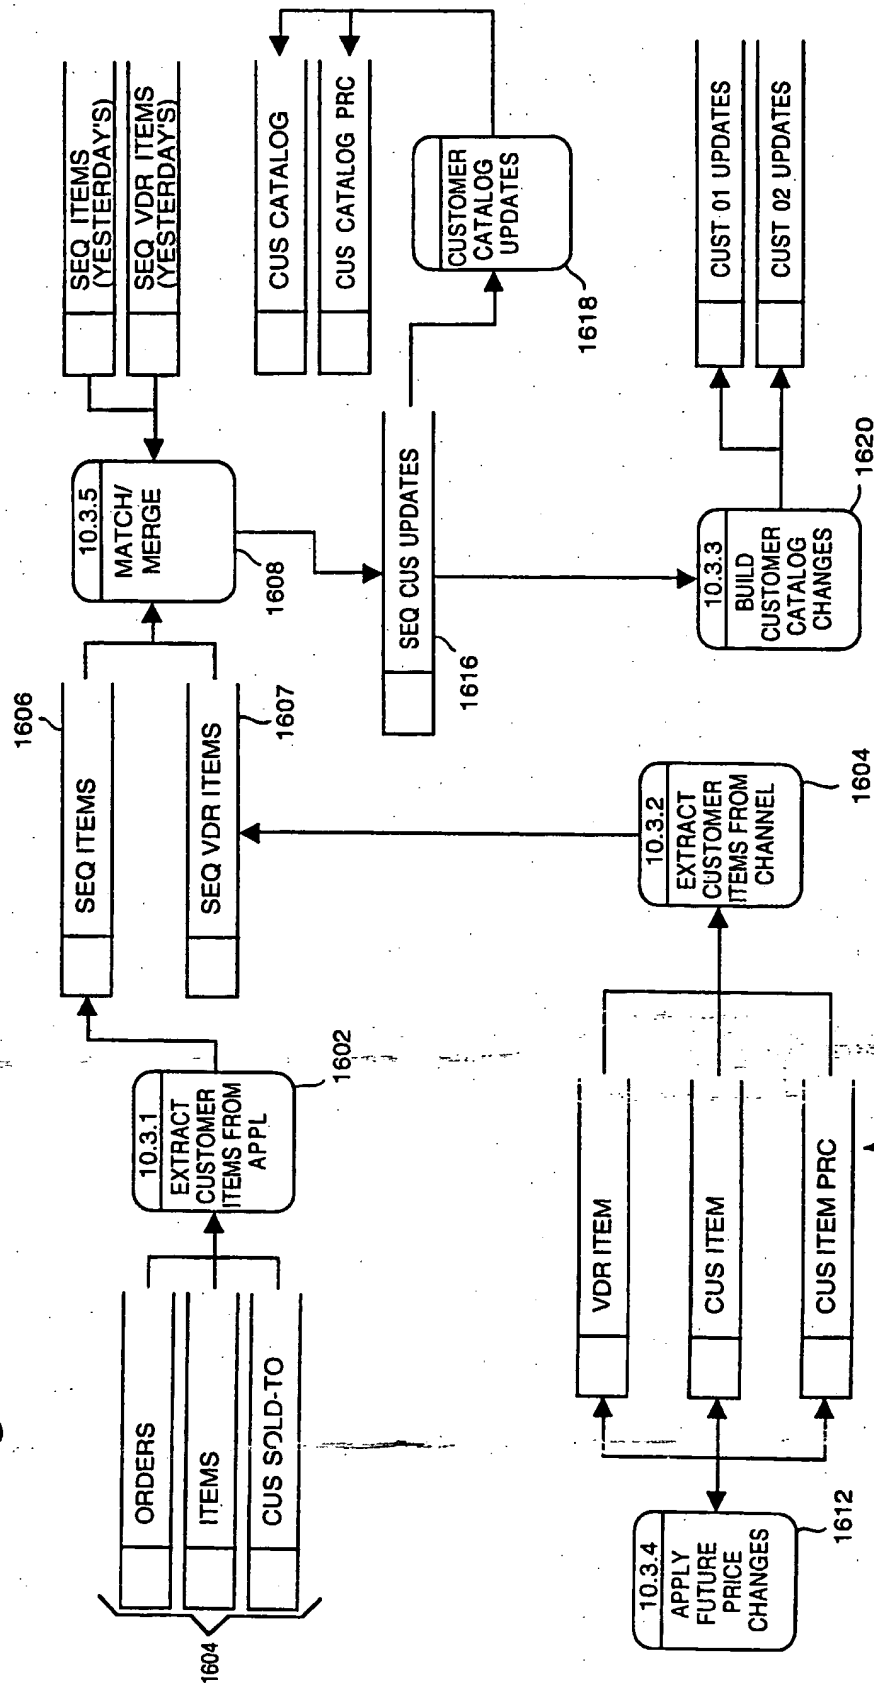 1604
ORDERS
ITEMS
CUS SOLD-TO
10.3.1
EXTRACT
CUSTOMER
ITEMS FROM
APPL
1602
SEQ ITEMS
1606
SEQ VDR ITEMS
1607
10.3.5
MATCH/
MERGE
1608
SEQ ITEMS
(YESTERDAY'S)
SEQ VDR ITEMS
(YESTERDAY'S)
CUS CATALOG
CUS CATALOG PRC
CUSTOMER
CATALOG
UPDATES
1618
SEQ CUS UPDATES
1616
10.3.4
APPLY
FUTURE
PRICE
CHANGES
1612
VDR ITEM
CUS ITEM
CUS ITEM PRC
10.3.2
EXTRACT
CUSTOMER
ITEMS FROM
CHANNEL
1604
10.3.3
BUILD
CUSTOMER
CATALOG
CHANGES
1620
CUST 01 UPDATES
CUST 02 UPDATES